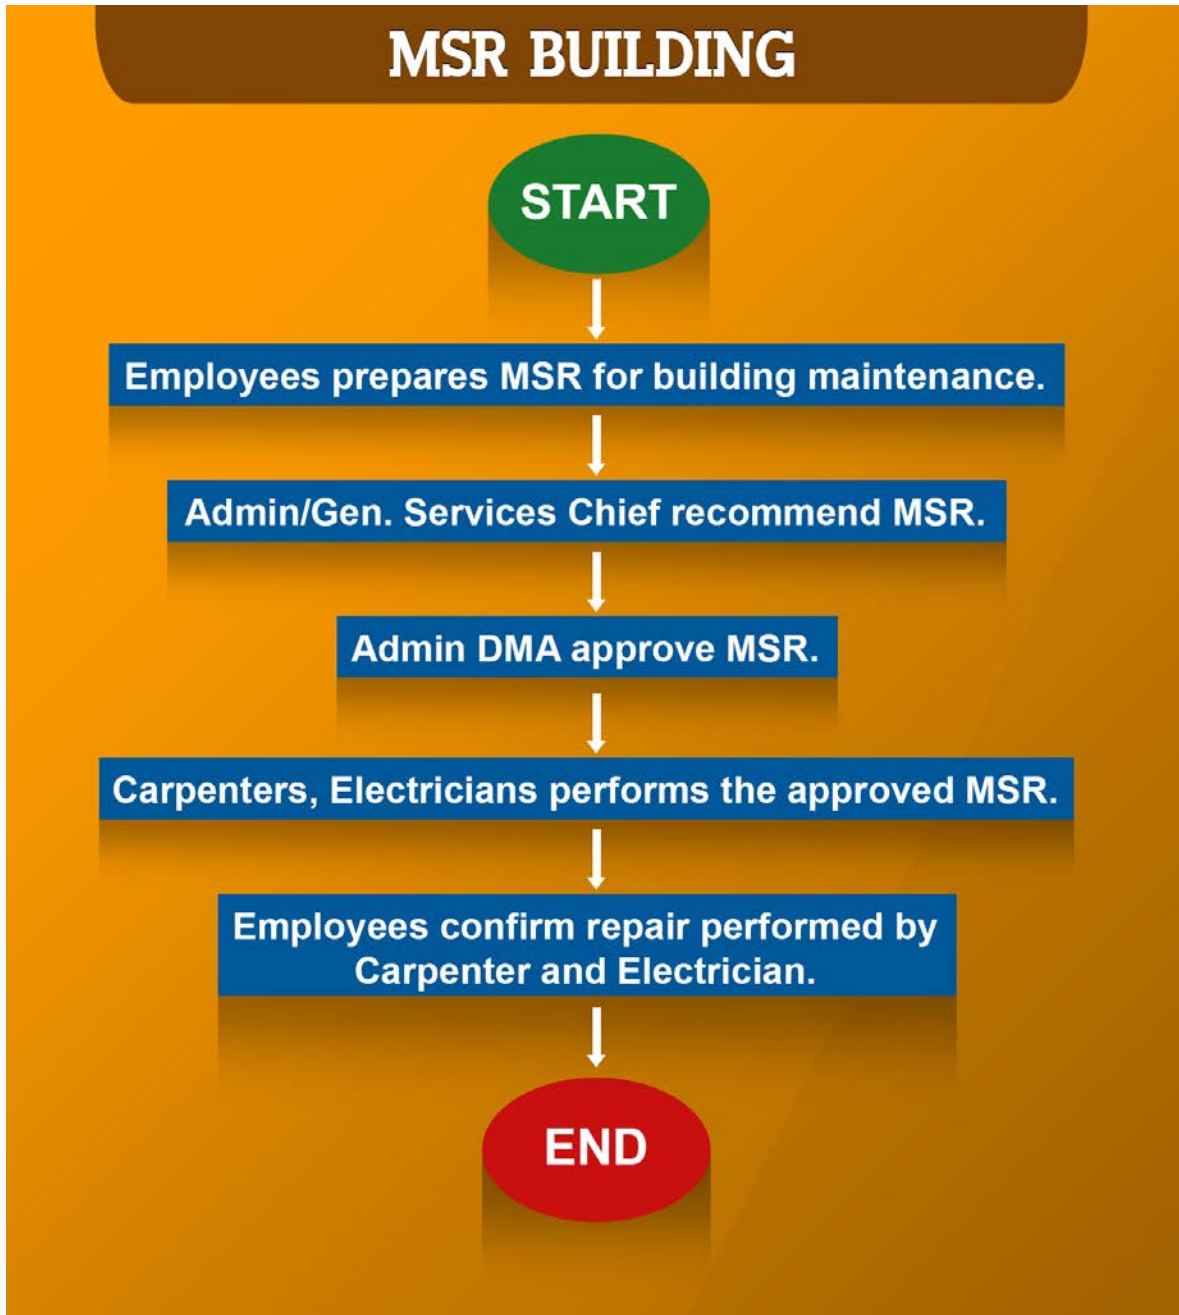 MSR BUILDING
START
Employees prepares MSR for building maintenance.
Admin/Gen. Services Chief recommend MSR.
Admin DMA approve MSR.
Carpenters, Electricians performs the approved MSR.
Employees confirm repair performed by
Carpenter and Electrician.
END